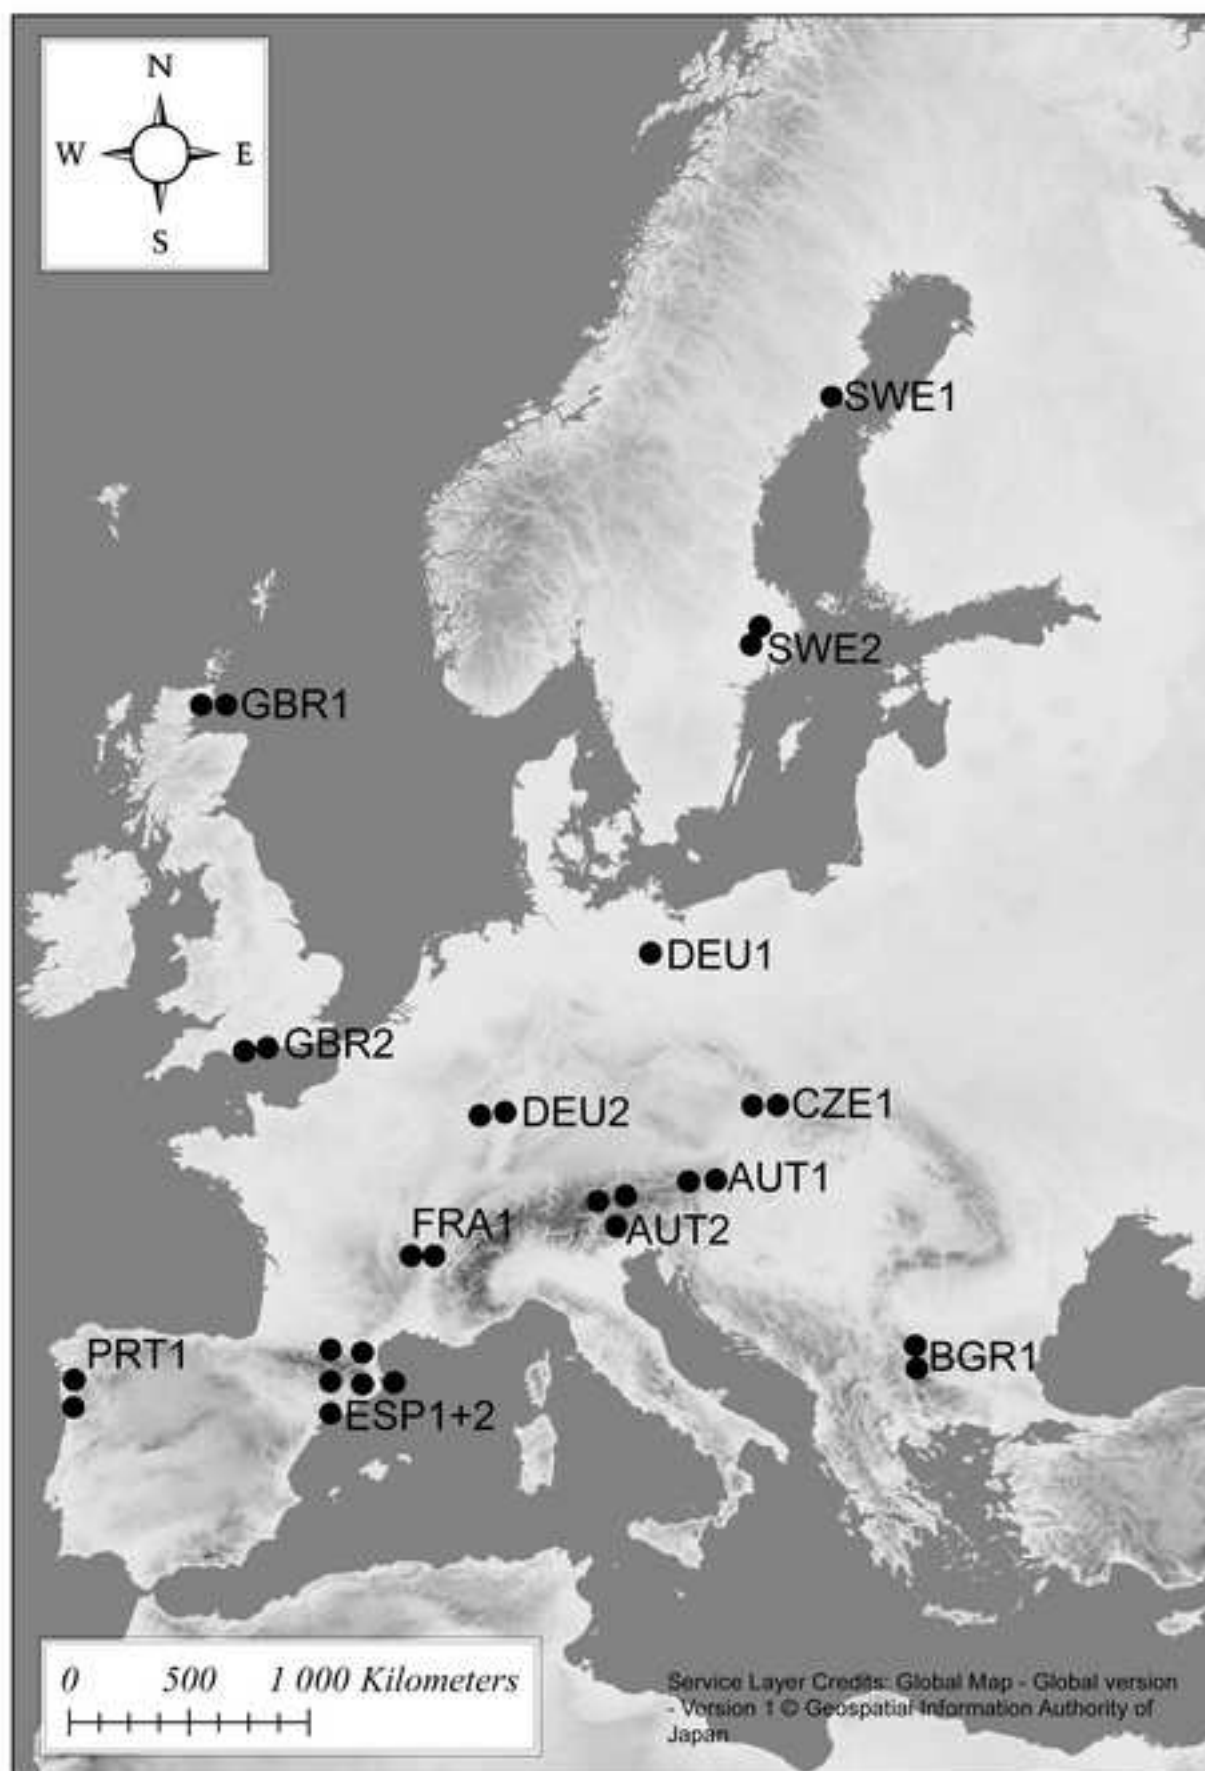 N
W E
S
SWE1
SWE2
GBR1
DEU1
GBR2
DEU2
CZE1
AUT1
FRA1
AUT2
PRT1
BGR1
ESP1+2
0 500 1 000 Kilometers
Service Layer Credits: Global Map - Global version
- Version 1 © Geospatial Information Authority of
Japan